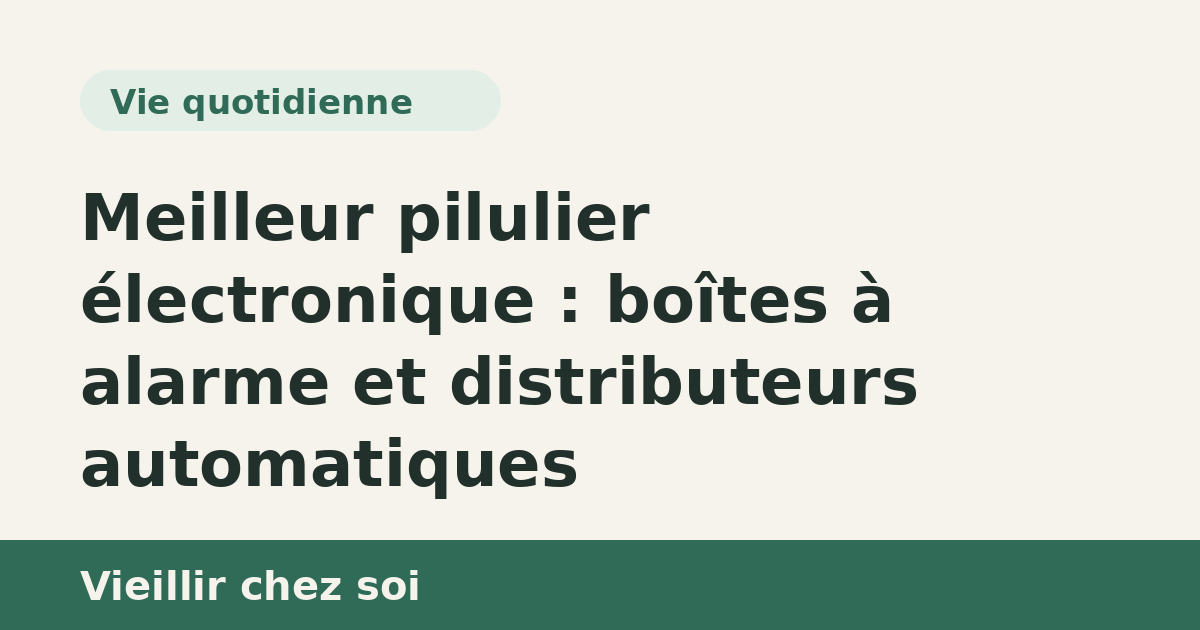 Vie quotidienne
Meilleur pilulier
électronique : boîtes à
alarme et distributeurs
automatiques
Vieillir chez soi